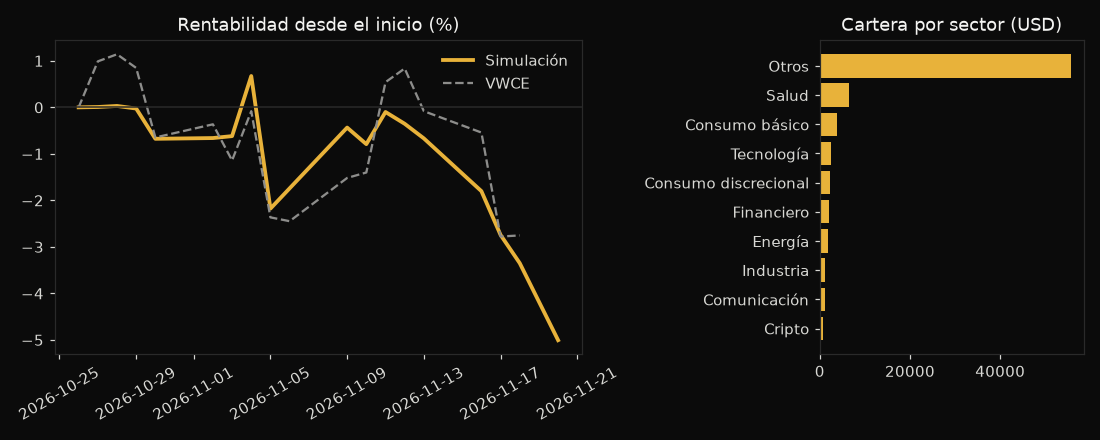 Rentabilidad desde el inicio (%)
Simulación
VWCE
1
0
−1
−2
−3
−4
−5
2026-10-25
2026-10-29
2026-11-01
2026-11-05
2026-11-09
2026-11-13
2026-11-17
2026-11-21
Cartera por sector (USD)
Otros
Salud
Consumo básico
Tecnología
Consumo discrecional
Financiero
Energía
Industria
Comunicación
Cripto
0
20000
40000